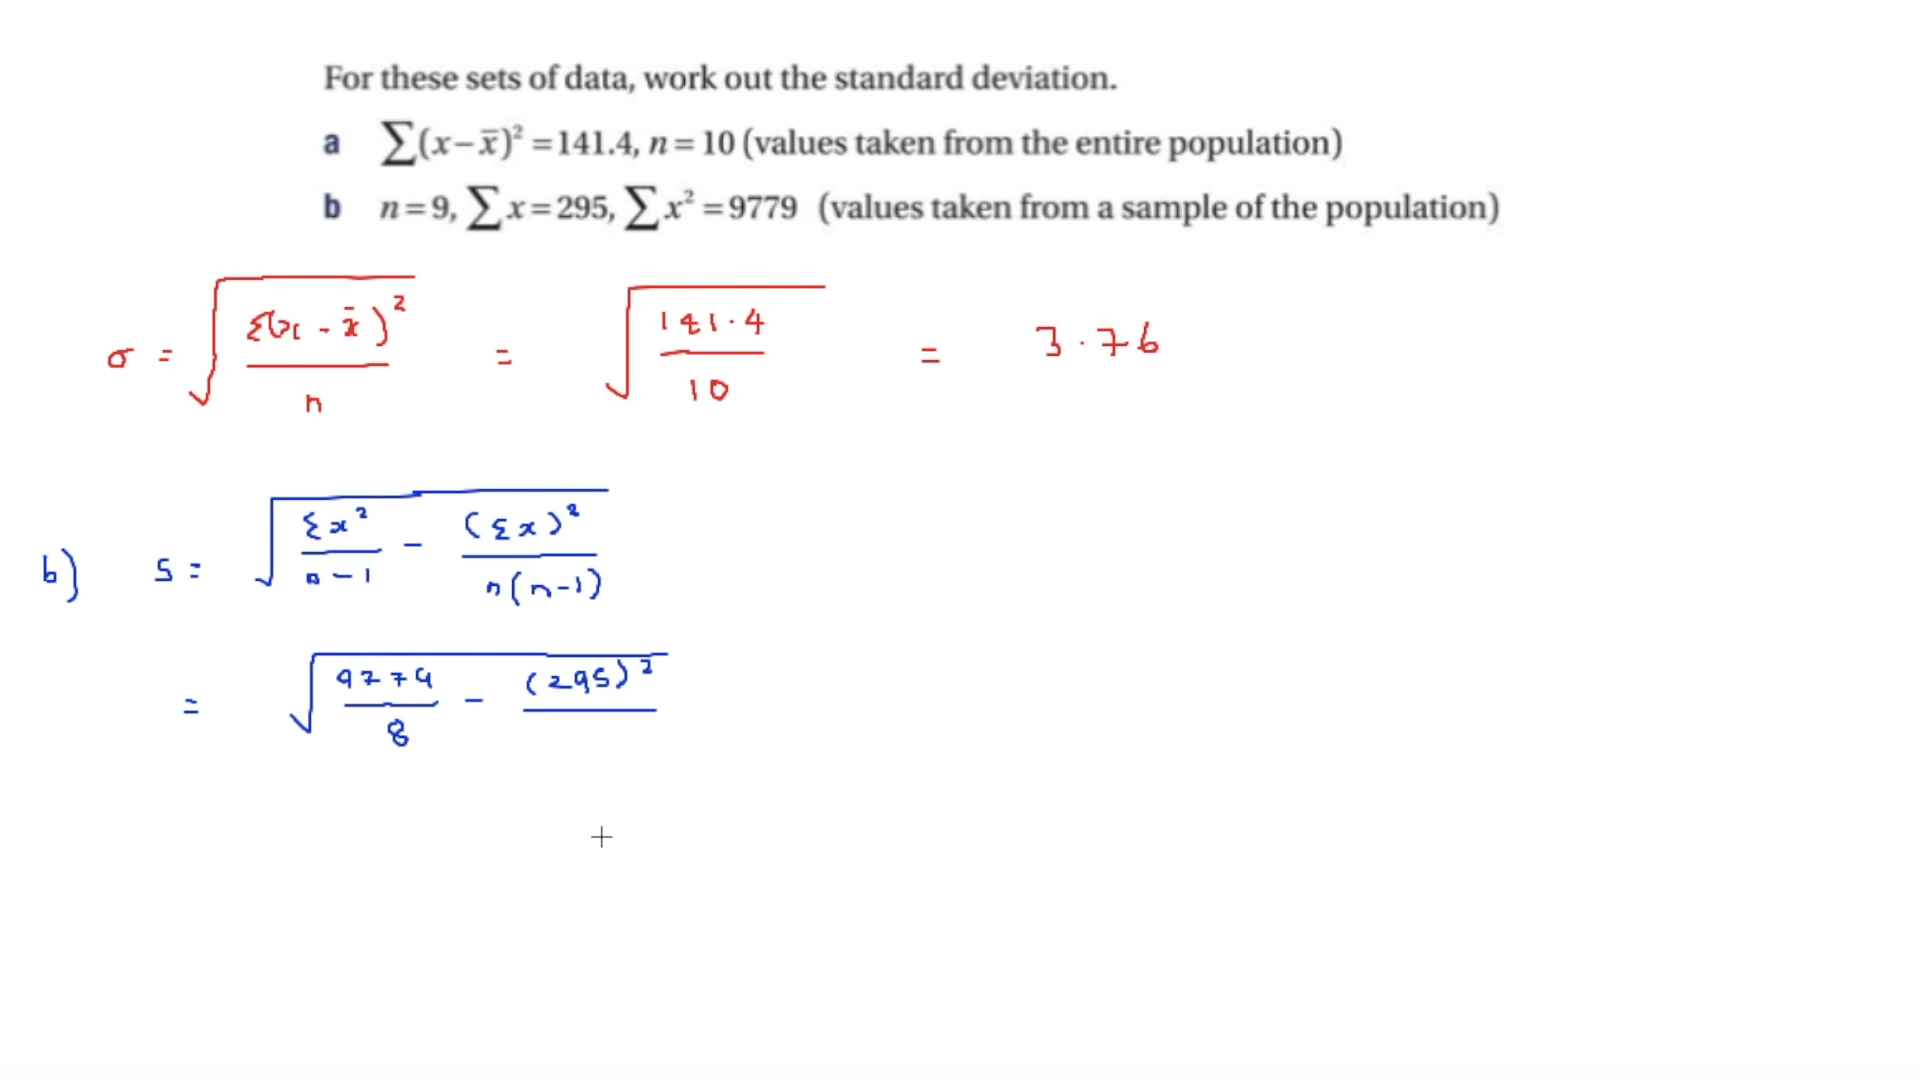 For these sets of data, work out the standard deviation.
a ∑(x−x̄)² = 141.4, n = 10 (values taken from the entire population)
b n = 9, ∑x = 295, ∑x² = 9779 (values taken from a sample of the population)
σ = √(Σ(x - x̄)² / n) = √(141.4 / 10) = 3.76
b) s = √(Σx² / (n-1) - (Σx)² / n(n-1))
= √(9779 / 8 - (295)² / )